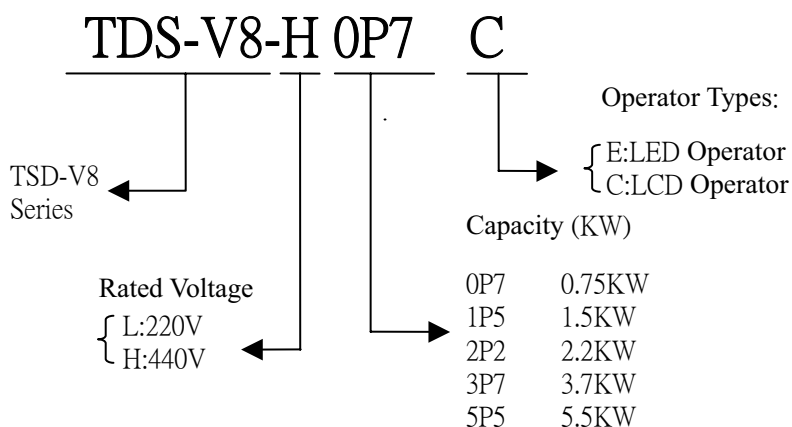 TDS-V8-H 0P7 C
Operator Types:
E:LED Operator
C:LCD Operator
TSD-V8
Series
Capacity (KW)
Rated Voltage
L:220V
H:440V
0P7 0.75KW
1P5 1.5KW
2P2 2.2KW
3P7 3.7KW
5P5 5.5KW